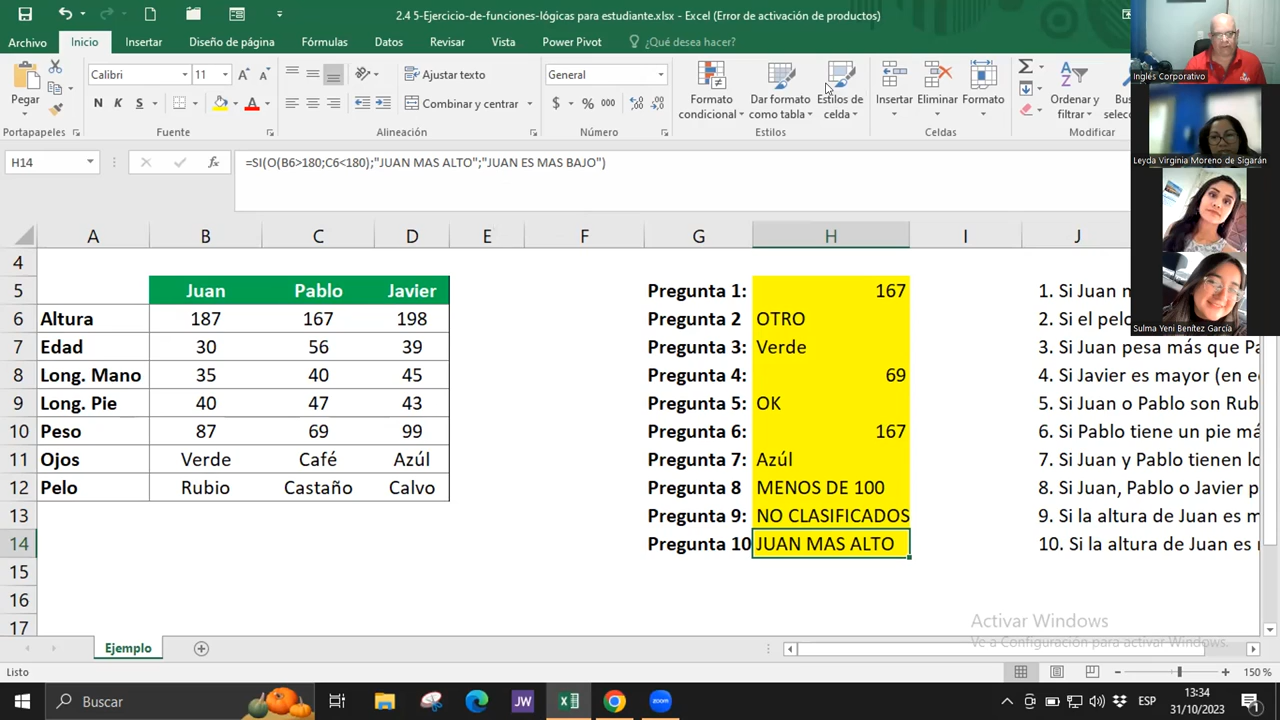 2.4 5-Ejercicio-de-funciones-lógicas para estudiante.xlsx - Excel (Error de activación de productos)
Archivo Inicio Insertar Diseño de página Fórmulas Datos Revisar Vista Power Pivot ¿Qué desea hacer?
Pegar
Calibri 11
N K S
Ajustar texto
Combinar y centrar
General
$ % 000
Formato condicional
Dar formato como tabla
Estilos de celda
Insertar Eliminar Formato
Ordenar y filtrar
Portapapeles Fuente Alineación Número Estilos Celdas Modificar
Inglés Corporativo
Leyda Virginia Moreno de Sigarán
Sulma Yeni Benítez García
H14 fx =SI(O(B6>180;C6<180);"JUAN MAS ALTO";"JUAN ES MAS BAJO")
A B C D E F G H I J
4
5 Juan Pablo Javier Pregunta 1: 167 1. Si Juan
6 Altura 187 167 198 Pregunta 2 OTRO 2. Si el
7 Edad 30 56 39 Pregunta 3: Verde 3. Si Juan pesa más que
8 Long. Mano 35 40 45 Pregunta 4: 69 4. Si Javier es mayor (en
9 Long. Pie 40 47 43 Pregunta 5: OK 5. Si Juan o Pablo son
10 Peso 87 69 99 Pregunta 6: 167 6. Si Pablo tiene un pie
11 Ojos Verde Café Azúl Pregunta 7: Azúl 7. Si Juan y Pablo tienen
12 Pelo Rubio Castaño Calvo Pregunta 8 MENOS DE 100 8. Si Juan, Pablo o Javier
13 Pregunta 9: NO CLASIFICADOS 9. Si la altura de Juan es
14 Pregunta 10 JUAN MAS ALTO 10. Si la altura de Juan es
15
16
17
Activar Windows
Ve a Configuración para activar Windows.
Ejemplo
Listo 150 %
Buscar
JW
zoom
ESP
13:34
31/10/2023
1